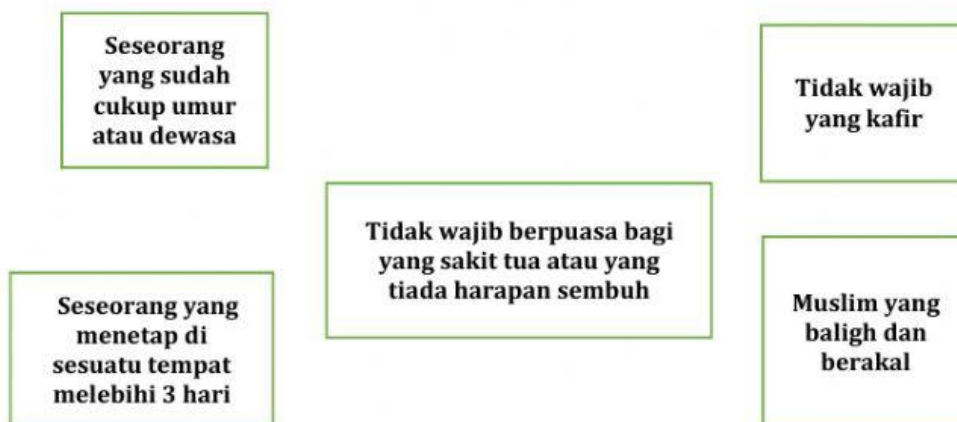 Seseorang
yang sudah
cukup umur
atau dewasa
Tidak wajib
yang kafir
Tidak wajib berpuasa bagi
yang sakit tua atau yang
tiada harapan sembuh
Seseorang yang
menetap di
sesuatu tempat
melebihi 3 hari
Muslim yang
baligh dan
berakal